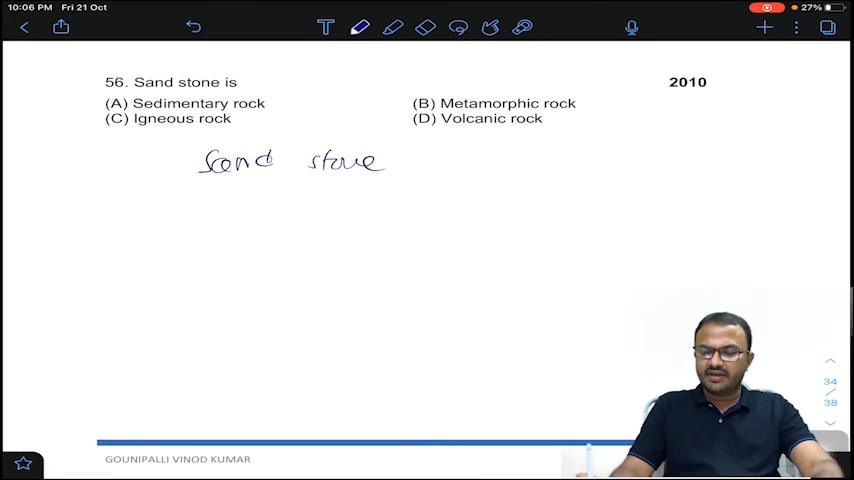 10:06 PM Fri 21 Oct
27%
56. Sand stone is 2010
(A) Sedimentary rock (B) Metamorphic rock
(C) Igneous rock (D) Volcanic rock
Sand stone
34
38
GOUNIPALLI VINOD KUMAR